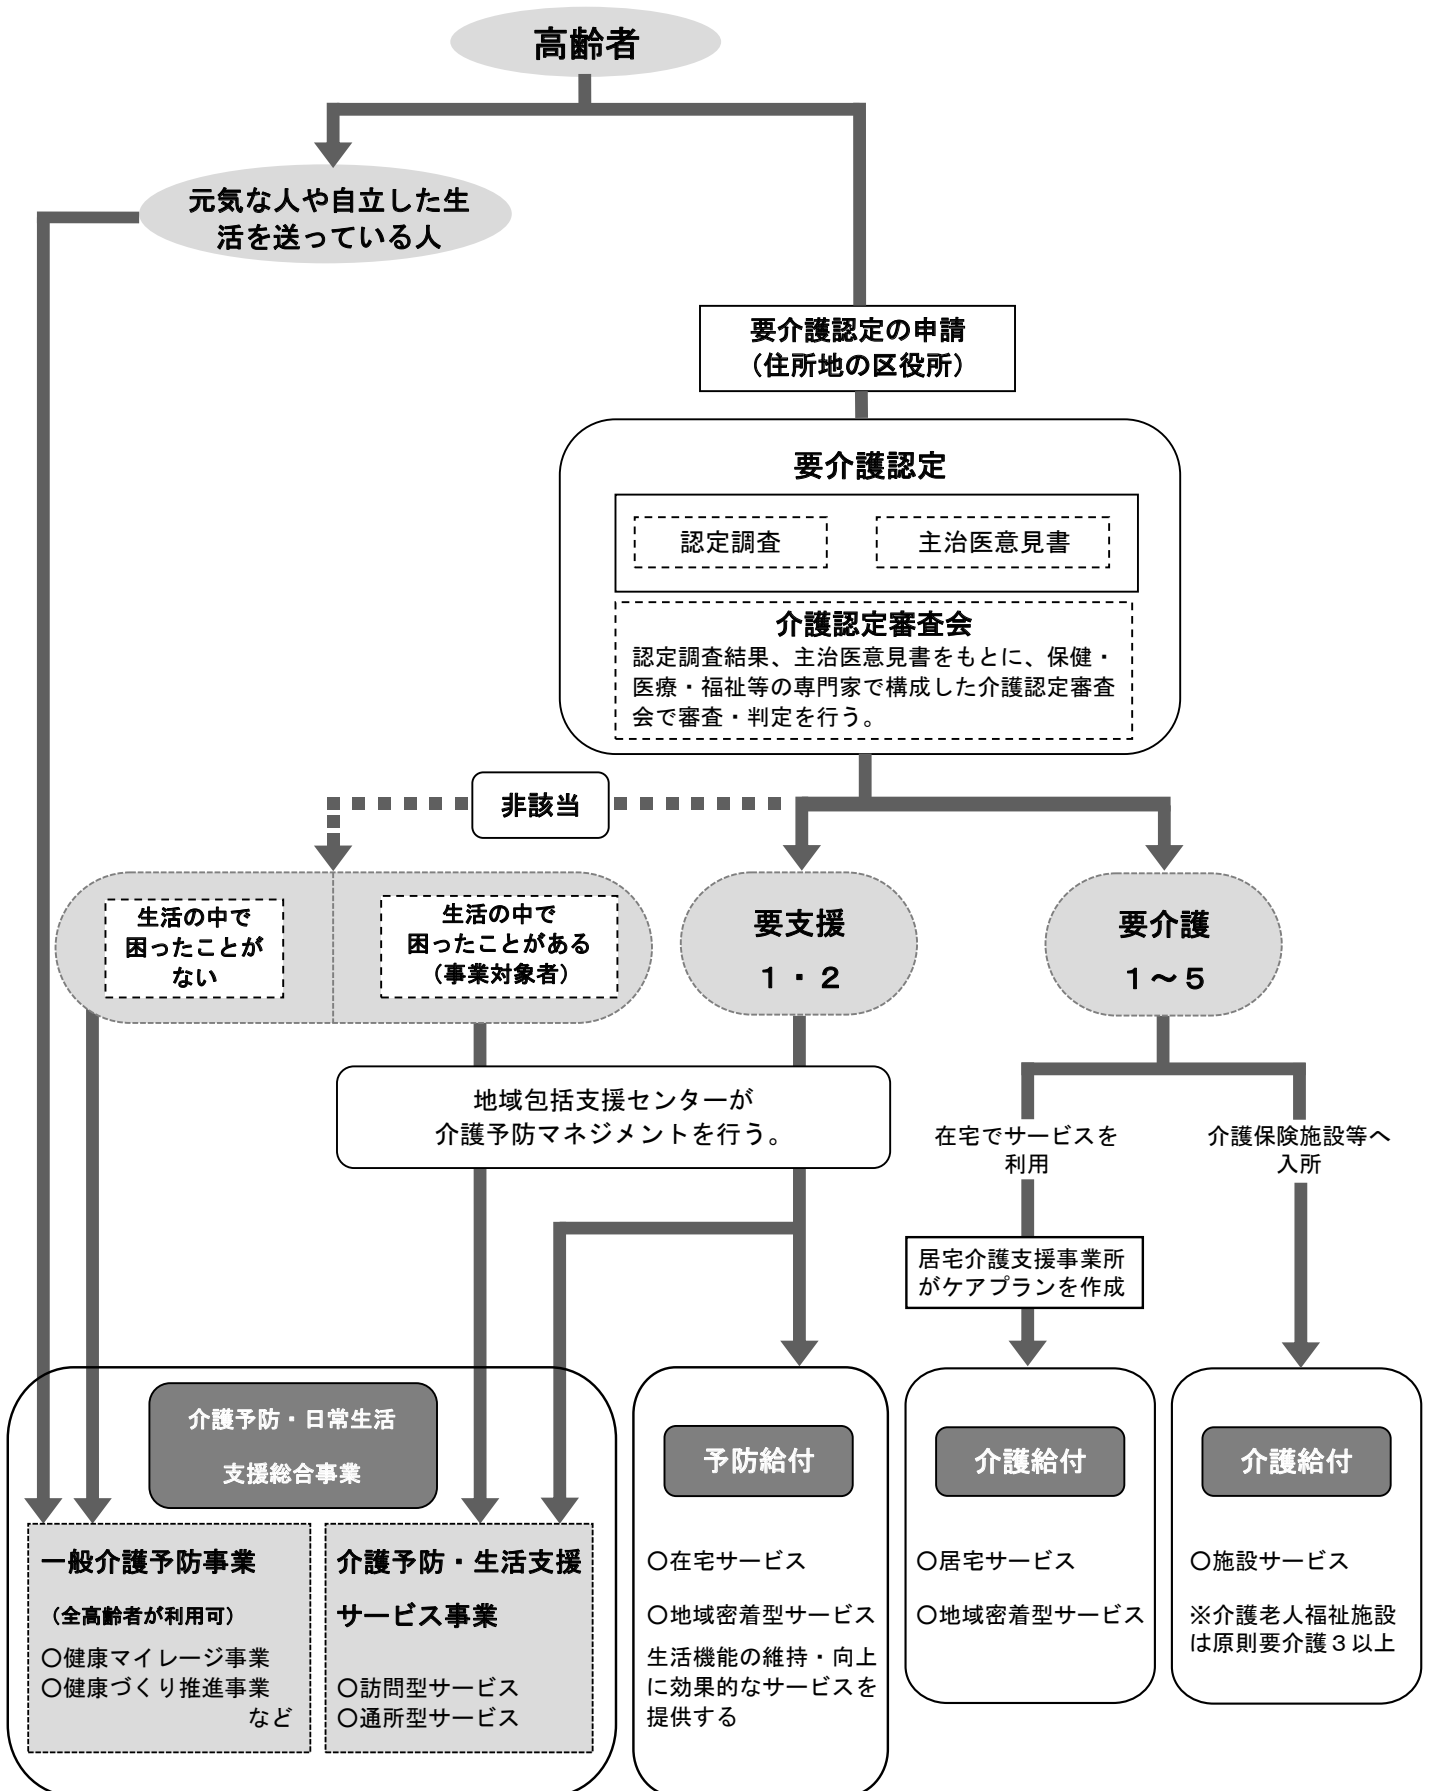 高齢者
元気な人や自立した生
活を送っている人
要介護認定の申請
（住所地の区役所）
要介護認定
認定調査
主治医意見書
介護認定審査会
認定調査結果、主治医意見書をもとに、保健・
医療・福祉等の専門家で構成した介護認定審査
会で審査・判定を行う。
非該当
生活の中で
困ったことが
ない
生活の中で
困ったことがある
（事業対象者）
要支援
１・２
要介護
１～５
地域包括支援センターが
介護予防マネジメントを行う。
在宅でサービスを
利用
介護保険施設等へ
入所
居宅介護支援事業所
がケアプランを作成
介護予防・日常生活
支援総合事業
一般介護予防事業
（全高齢者が利用可）
〇健康マイレージ事業
〇健康づくり推進事業
など
介護予防・生活支援
サービス事業
〇訪問型サービス
〇通所型サービス
予防給付
〇在宅サービス
〇地域密着型サービス
生活機能の維持・向上
に効果的なサービスを
提供する
介護給付
〇居宅サービス
〇地域密着型サービス
介護給付
〇施設サービス
※介護老人福祉施設
は原則要介護３以上